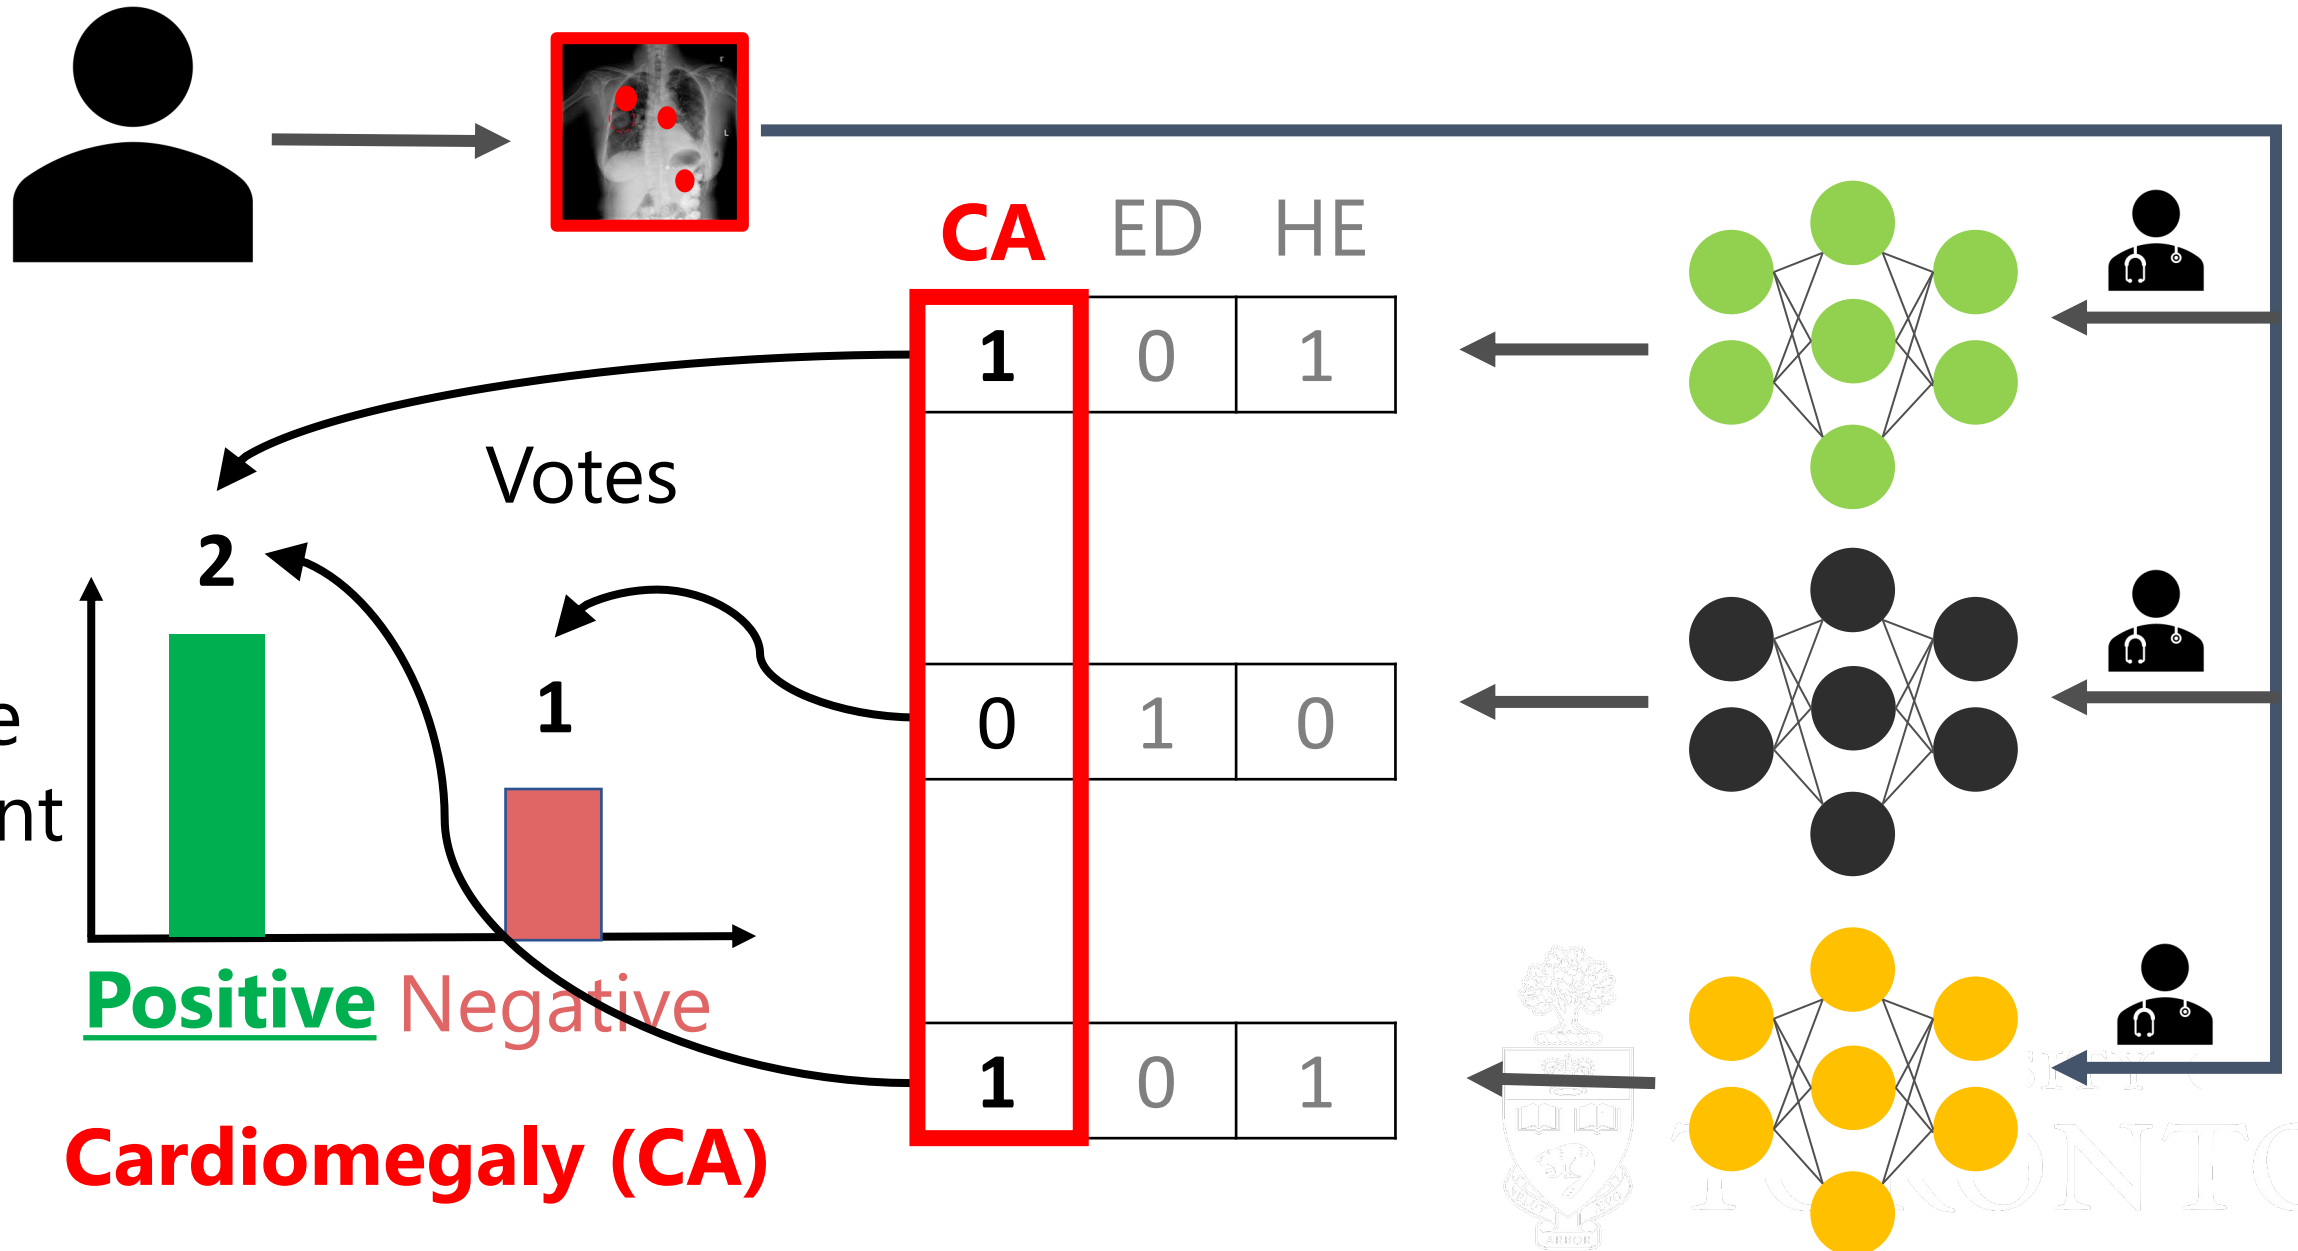 CA ED HE
1 0 1
Votes
2
0 1 0
1
e
nt
Positive Negative
1 0 1
Cardiomegaly (CA)
ARBOR